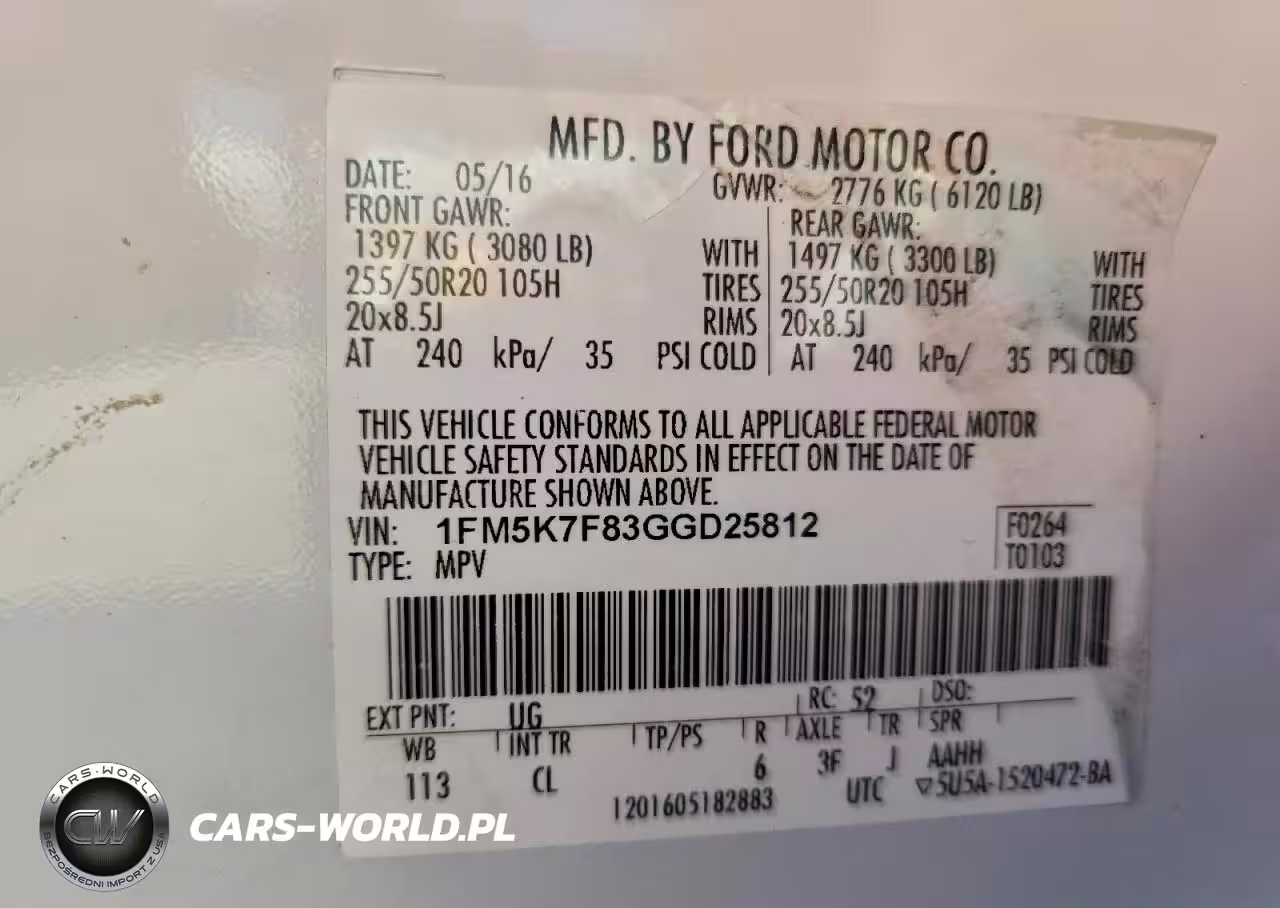 MFD. BY FORD MOTOR CO.
DATE: 05/16 GVWR: 2776 KG ( 6120 LB)
FRONT GAWR: REAR GAWR:
1397 KG ( 3080 LB) WITH 1497 KG ( 3300 LB) WITH
255/50R20 105H TIRES 255/50R20 105H TIRES
20x8.5J RIMS 20x8.5J RIMS
AT 240 kPa/ 35 PSI COLD AT 240 kPa/ 35 PSI COLD
THIS VEHICLE CONFORMS TO ALL APPLICABLE FEDERAL MOTOR
VEHICLE SAFETY STANDARDS IN EFFECT ON THE DATE OF
MANUFACTURE SHOWN ABOVE.
VIN: 1FM5K7F83GGD25812 F0264
TYPE: MPV T0103
EXT PNT: UG RC: 52 DSO:
WB INT TR TP/PS R AXLE TR SPR
113 CL 6 3F J AAHH
1201605182883 UTC ▽5U5A-1520472-BA
CARS-WORLD
CW
BEZPOŚREDNI IMPORT Z USA
CARS-WORLD.PL